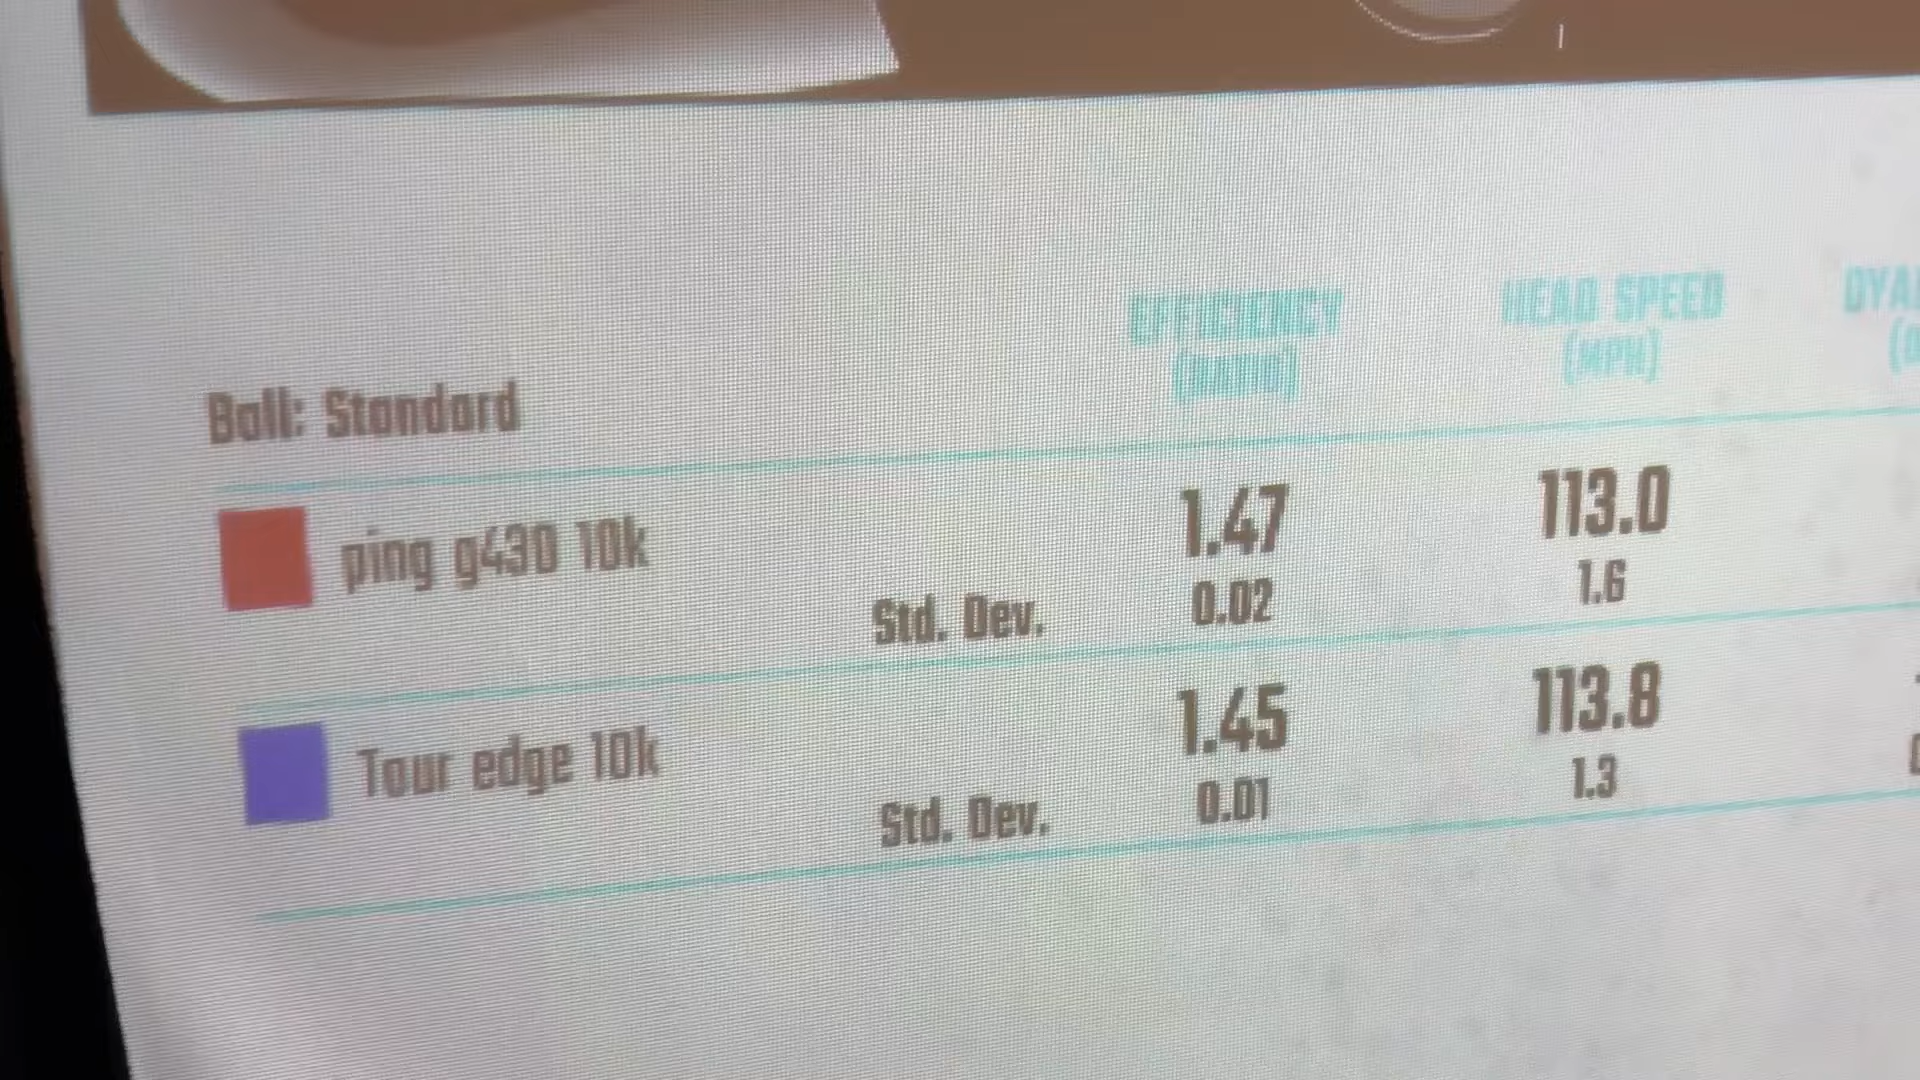 EFFICIENCY HEAD SPEED
(RATIO) (MPH)
Ball: Standard
ping g430 10k 1.47 113.0
Std. Dev. 0.02 1.6
Tour edge 10k 1.45 113.8
Std. Dev. 0.01 1.3